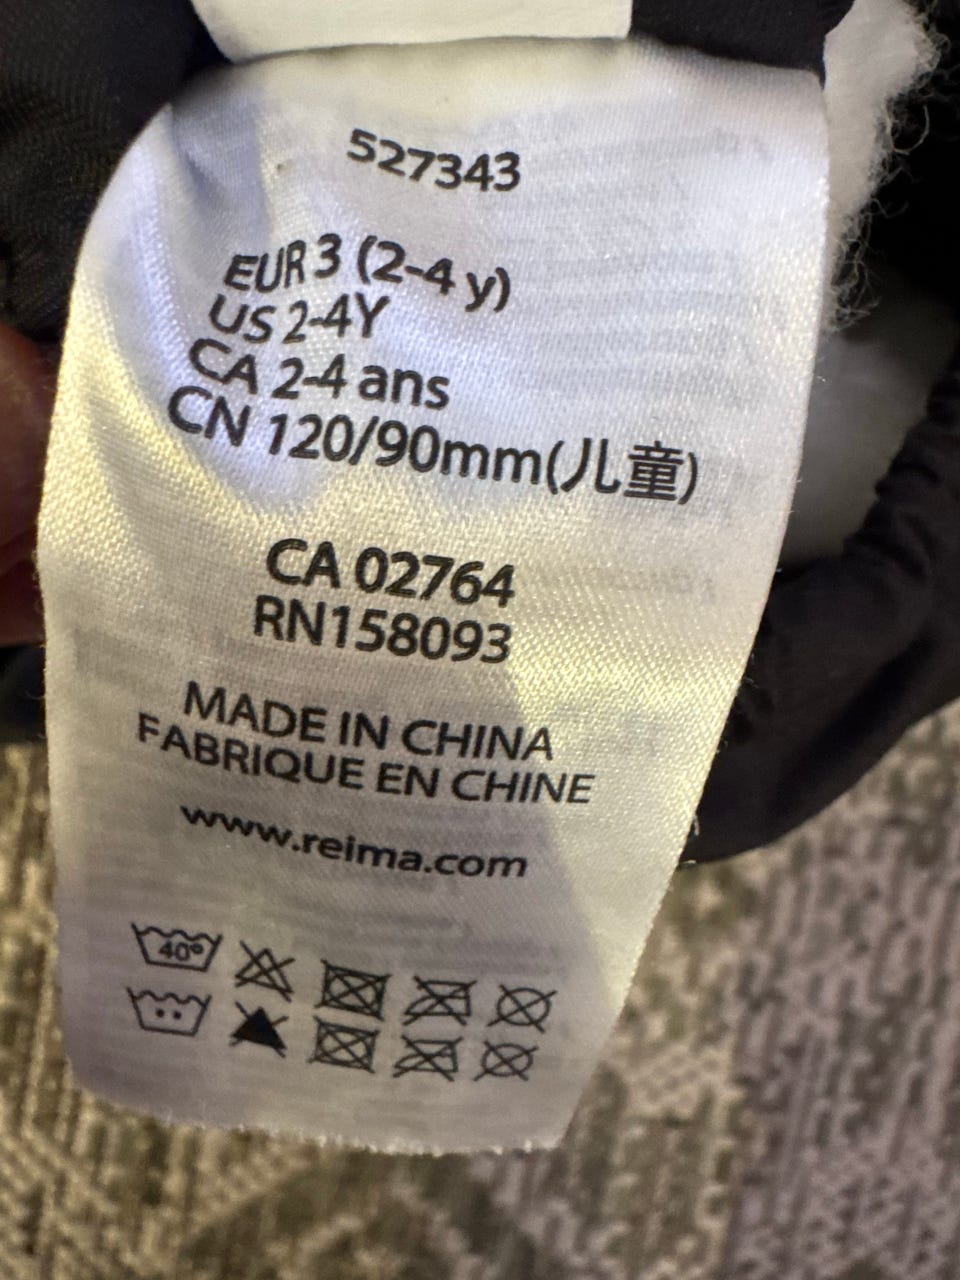 527343
EUR 3 (2-4 y)
US 2-4Y
CA 2-4 ans
CN 120/90mm(儿童)
CA 02764
RN158093
MADE IN CHINA
FABRIQUE EN CHINE
www.reima.com
40°